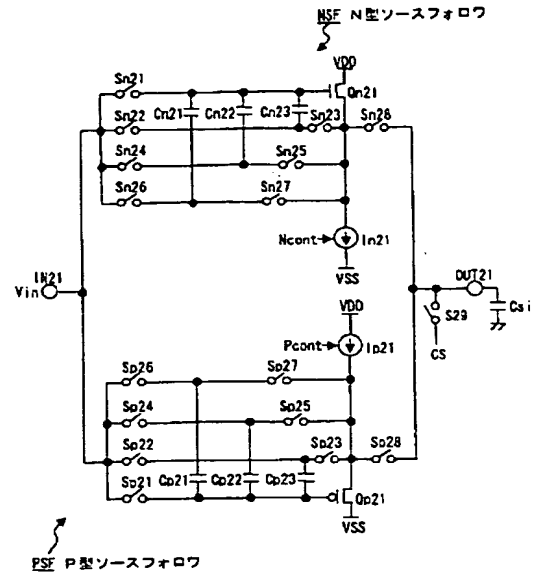 NSF N型ソースフォロワ
VDD
Sn21
Qn21
Sn22 Cn21 Cn22 Cn23 Sn23 Sn28
Sn24 Sn25
Sn26 Sn27
Ncont In21
VSS
IN21
Vin
OUT21
S29 Csi
CS
VDD
Pcont Ip21
Sp26 Sp27
Sp24 Sp25
Sp22 Sp23 Sp28
Sp21 Cp21 Cp22 Cp23 Qp21
VSS
PSF P型ソースフォロワ